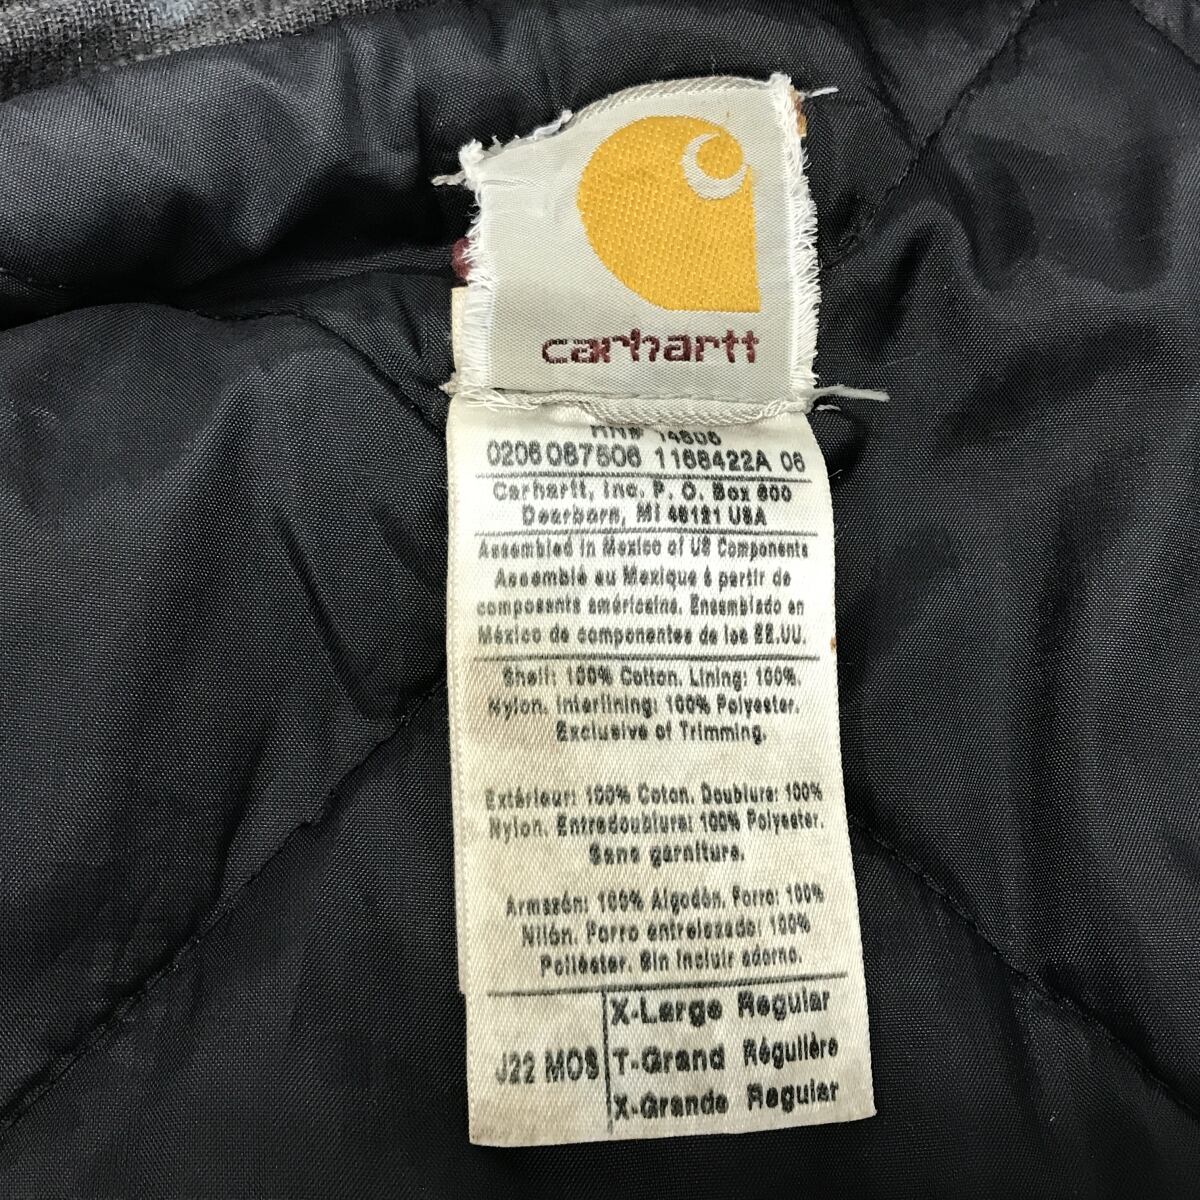 carhartt
RN# 14806
0206087506 1168422A 06
Carhartt, Inc. P. O. Box 600
Dearborn, MI 48121 USA
Assembled in Mexico of US Components
Assemblé au Mexique à partir de
composants américains. Ensamblado en
México de componentes de los EE.UU.
Shell: 100% Cotton. Lining: 100%.
Nylon. Interlining: 100% Polyester.
Exclusive of Trimming.
Extérieur: 100% Coton. Doublure: 100%
Nylon. Entredoublure: 100% Polyester.
Sans garniture.
Armazón: 100% Algodón. Forro: 100%
Nilón. Forro entrelazado: 100%
Poliéster. Sin incluir adorno.
X-Large Regular
J22 MOS T-Grand Régulière
X-Grande Regular